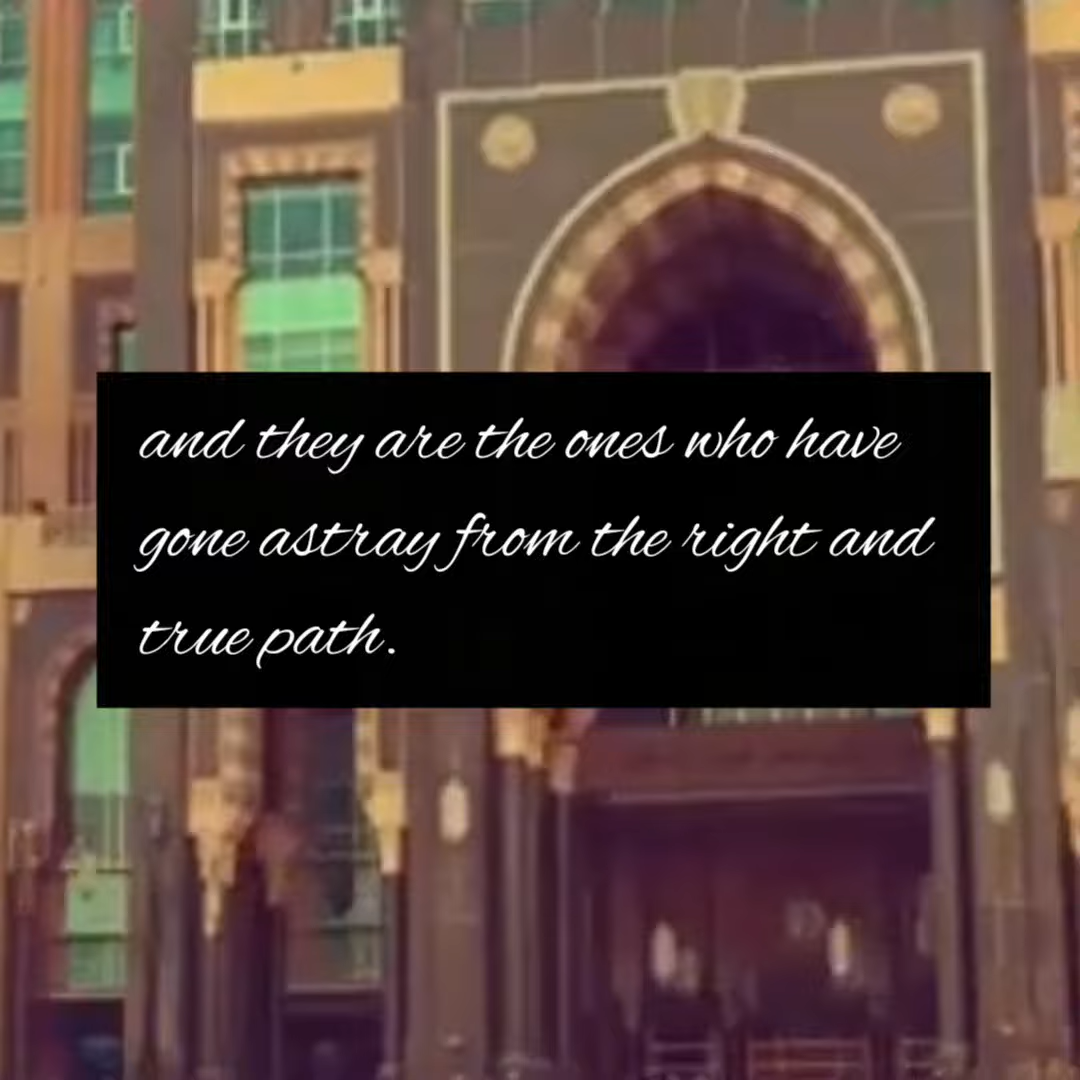 and they are the ones who have
gone astray from the right and
true path.